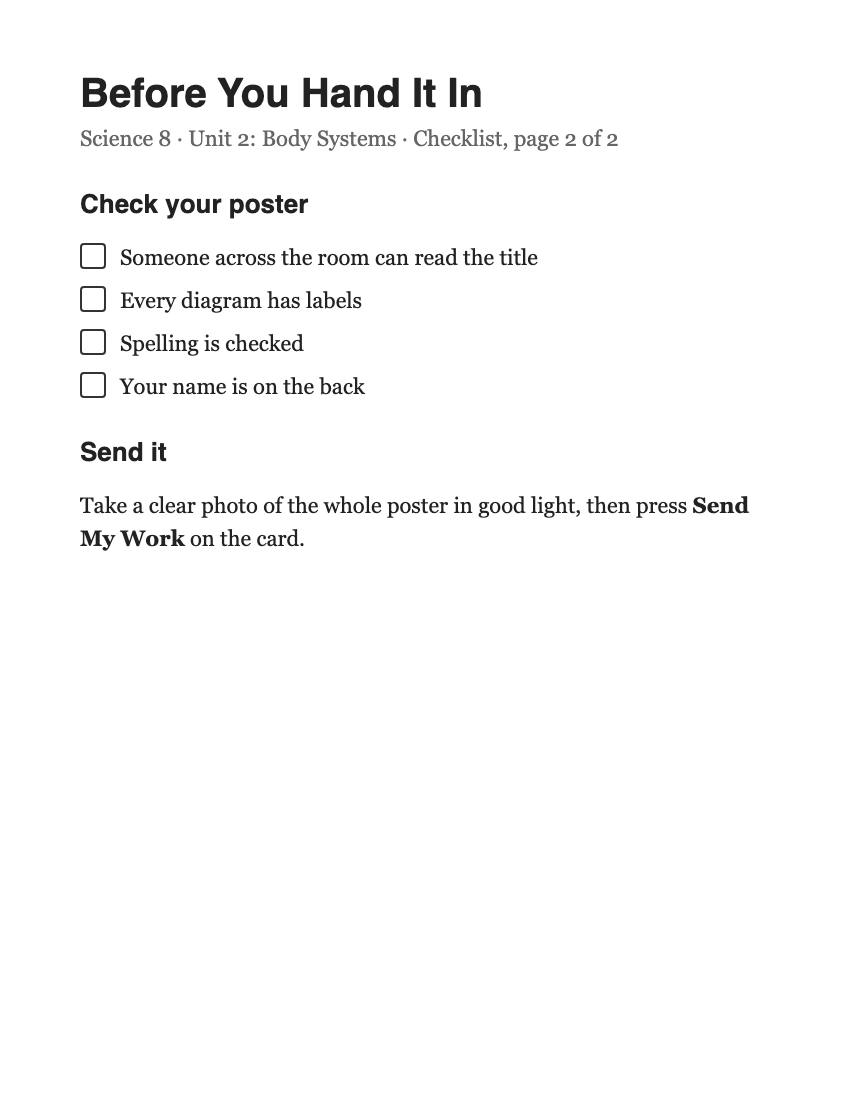 Before You Hand It In
Science 8 · Unit 2: Body Systems · Checklist, page 2 of 2
Check your poster
Someone across the room can read the title
Every diagram has labels
Spelling is checked
Your name is on the back
Send it
Take a clear photo of the whole poster in good light, then press Send
My Work on the card.